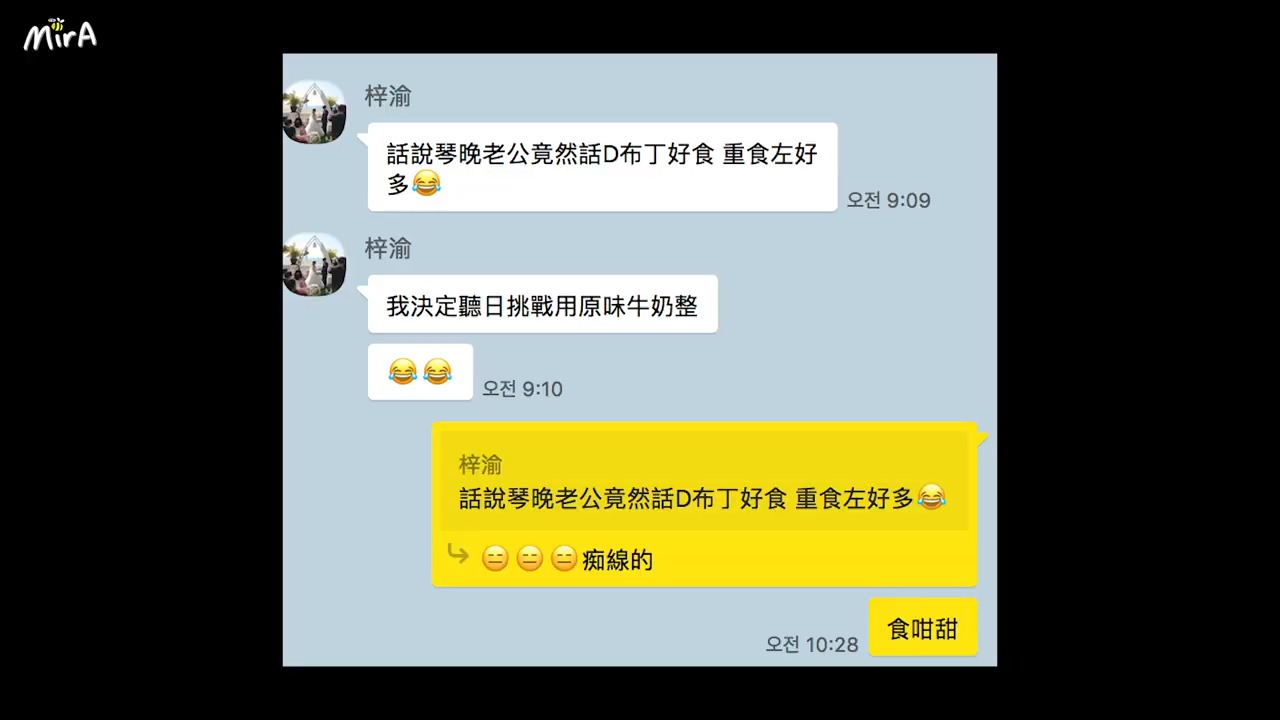 MirA
梓渝
話說琴晚老公竟然話D布丁好食 重食左好
多😂
오전 9:09
梓渝
我決定聽日挑戰用原味牛奶整
😂😂
오전 9:10
梓渝
話說琴晚老公竟然話D布丁好食 重食左好多😂
😑😑😑痴線的
食咁甜
오전 10:28